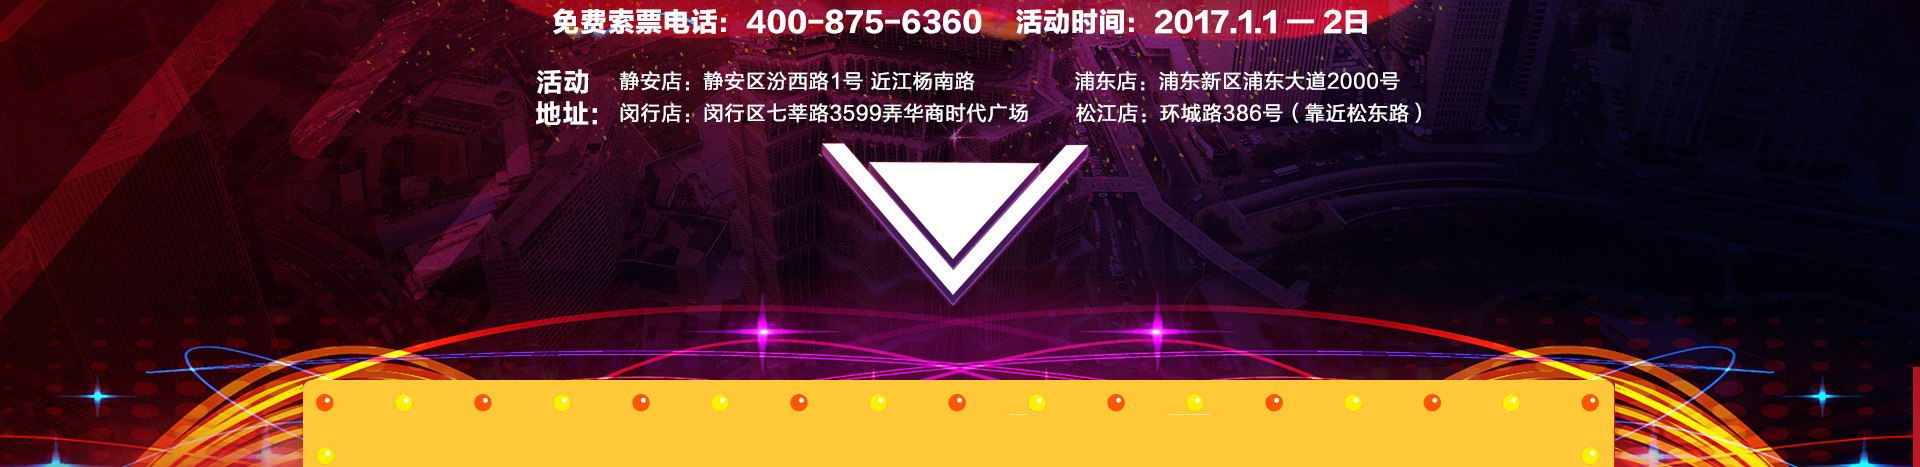 免费索票电话：400-875-6360 活动时间：2017.1.1 — 2日
活动 静安店：静安区汾西路1号 近江杨南路 浦东店：浦东新区浦东大道2000号
地址： 闵行店：闵行区七莘路3599弄华商时代广场 松江店：环城路386号（靠近松东路）